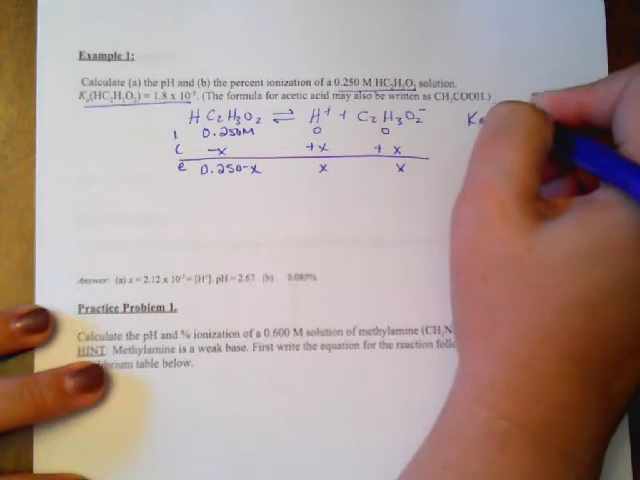 Example 1:
Calculate (a) the pH and (b) the percent ionization of a 0.250 M HC₂H₃O₂ solution.
Kₐ(HC₂H₃O₂) = 1.8 x 10⁻⁵. (The formula for acetic acid may also be written as CH₃COOH.)
HC₂H₃O₂ ⇌ H⁺ + C₂H₃O₂⁻ Ka
I 0.250M 0 0
C -x +x +x
e 0.250-x x x
Answer: (a) x = 2.12 x 10⁻³ = [H⁺], pH = 2.67 (b)
Practice Problem 1.
Calculate the pH and % ionization of a 0.600 M solution of methylamine (CH₃N
HINT: Methylamine is a weak base. First write the equation for the reaction foll
table below.